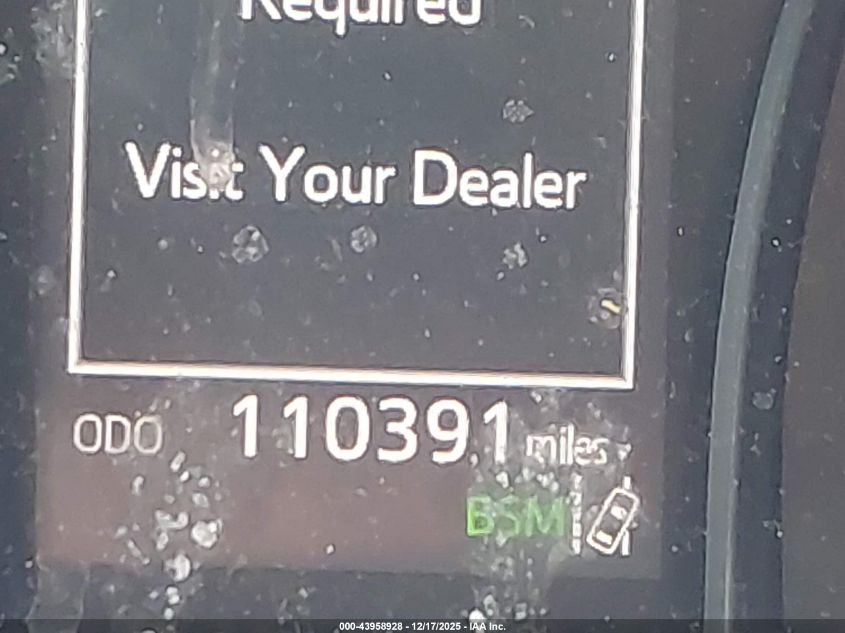 Required
Visit Your Dealer
ODO 110391 miles
BSM
000-43958928 - 12/17/2025 - IAA Inc.